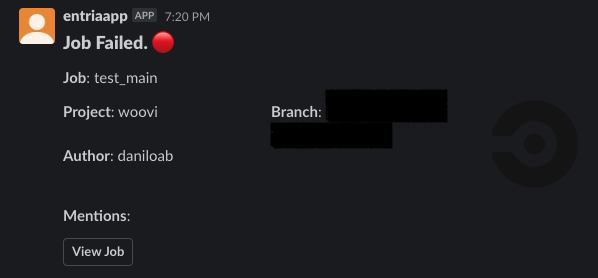 entriaapp APP 7:20 PM
Job Failed. 🔴
Job: test_main
Project: woovi Branch:
Author: daniloab
Mentions:
View Job